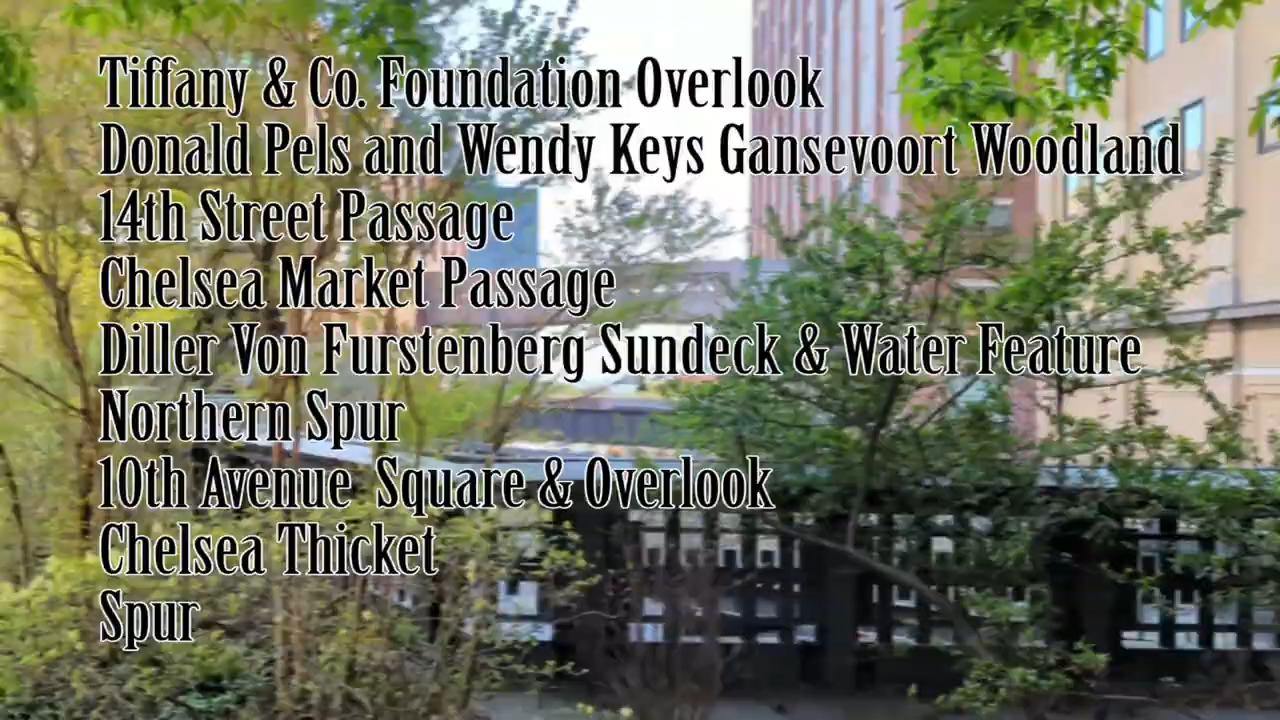 Tiffany & Co. Foundation Overlook
Donald Pels and Wendy Keys Gansevoort Woodland
14th Street Passage
Chelsea Market Passage
Diller Von Furstenberg Sundeck & Water Feature
Northern Spur
10th Avenue  Square & Overlook
Chelsea Thicket
Spur